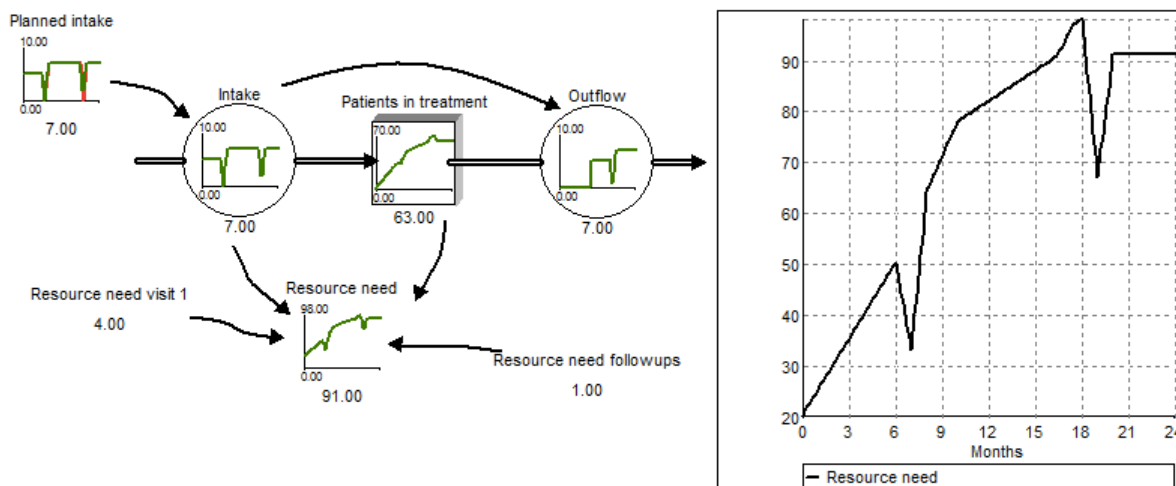 Planned intake
10.00
0.00
7.00
Intake
10.00
0.00
7.00
Patients in treatment
70.00
0.00
63.00
Outflow
10.00
0.00
7.00
Resource need visit 1
4.00
Resource need
98.00
0.00
91.00
Resource need followups
1.00
90
80
70
60
50
40
30
20
0 3 6 9 12 15 18 21 24
Months
Resource need